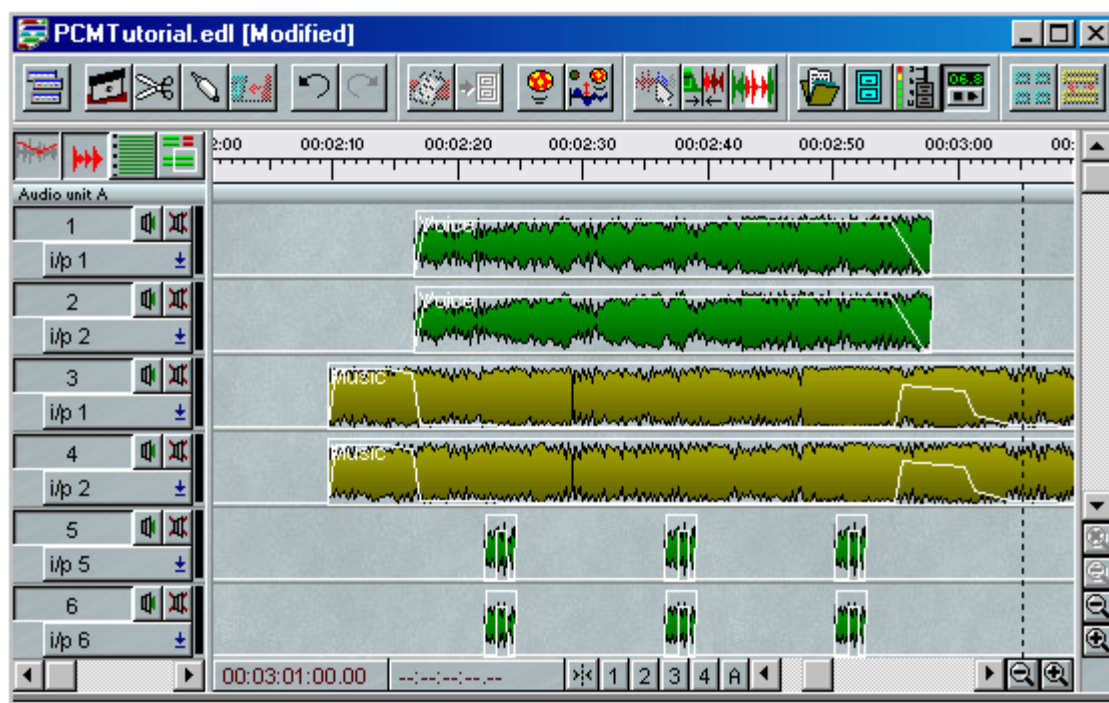 PCMTutorial.edl [Modified]
06.8
2:00 00:02:10 00:02:20 00:02:30 00:02:40 00:02:50 00:03:00 00:
Audio unit A
1
i/p 1
Voice
2
i/p 2
Voice
3
i/p 1
Music
4
i/p 2
Music
5
i/p 5
6
i/p 6
00:03:01:00.00 --:--:--:--.-- 1 2 3 4 A